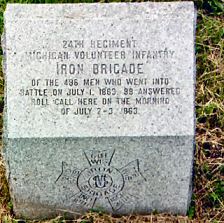 24TH REGIMENT
MICHIGAN VOLUNTEER INFANTRY
IRON BRIGADE
OF THE 496 MEN WHO WENT INTO
BATTLE ON JULY 1, 1863, 98 ANSWERED
ROLL CALL HERE ON THE MORNING
OF JULY 2-3, 1863.